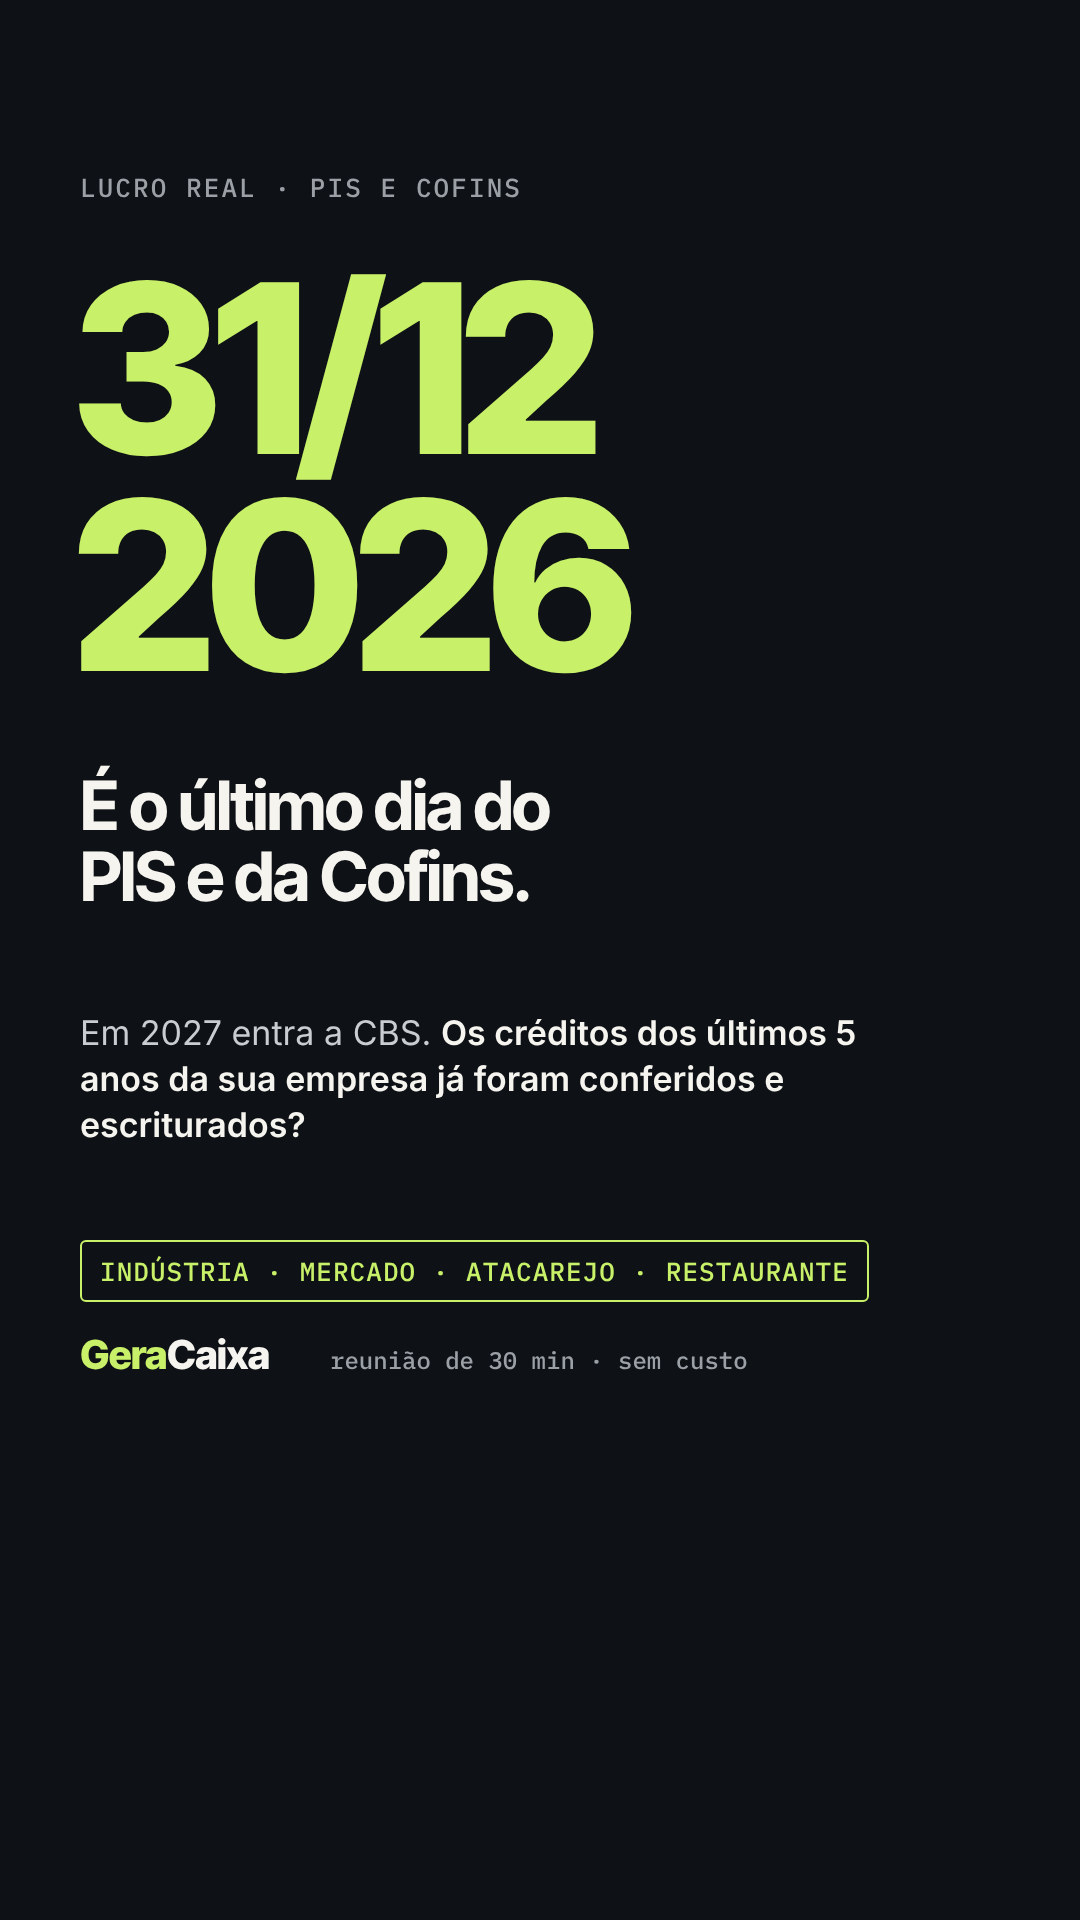 LUCRO REAL · PIS E COFINS
31/12
2026
É o último dia do
PIS e da Cofins.
Em 2027 entra a CBS. Os créditos dos últimos 5
anos da sua empresa já foram conferidos e
escriturados?
INDÚSTRIA · MERCADO · ATACAREJO · RESTAURANTE
GeraCaixa reunião de 30 min · sem custo